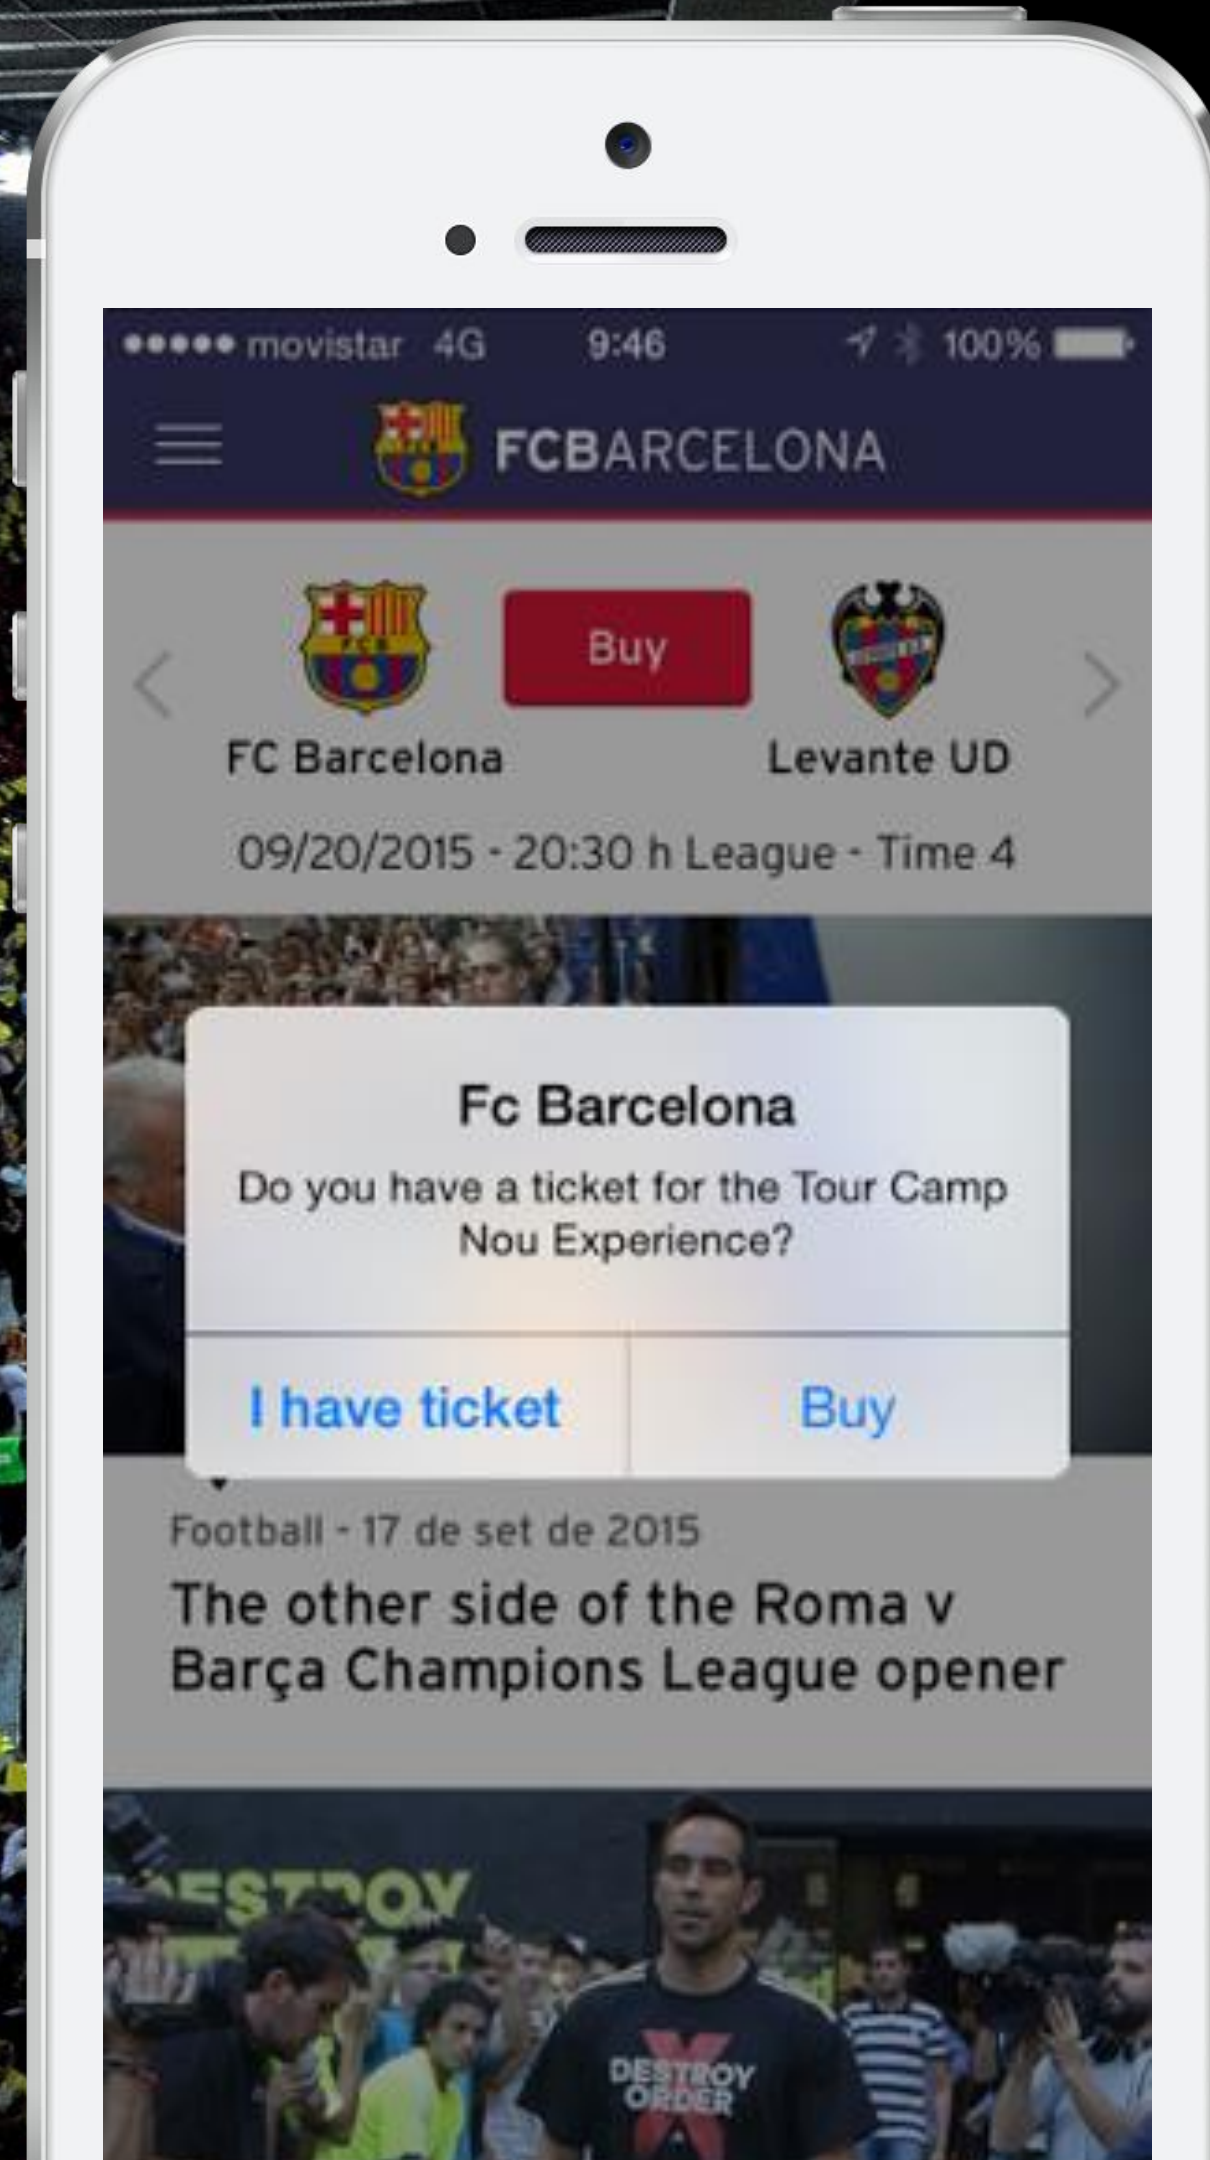 movistar 4G 9:46 100%
FCBARCELONA
FCB
Buy
FC Barcelona
Levante UD
09/20/2015 - 20:30 h League - Time 4
Fc Barcelona
Do you have a ticket for the Tour Camp
Nou Experience?
I have ticket
Buy
Football - 17 de set de 2015
The other side of the Roma v
Barça Champions League opener
DESTROY
DESTROY
ORDER